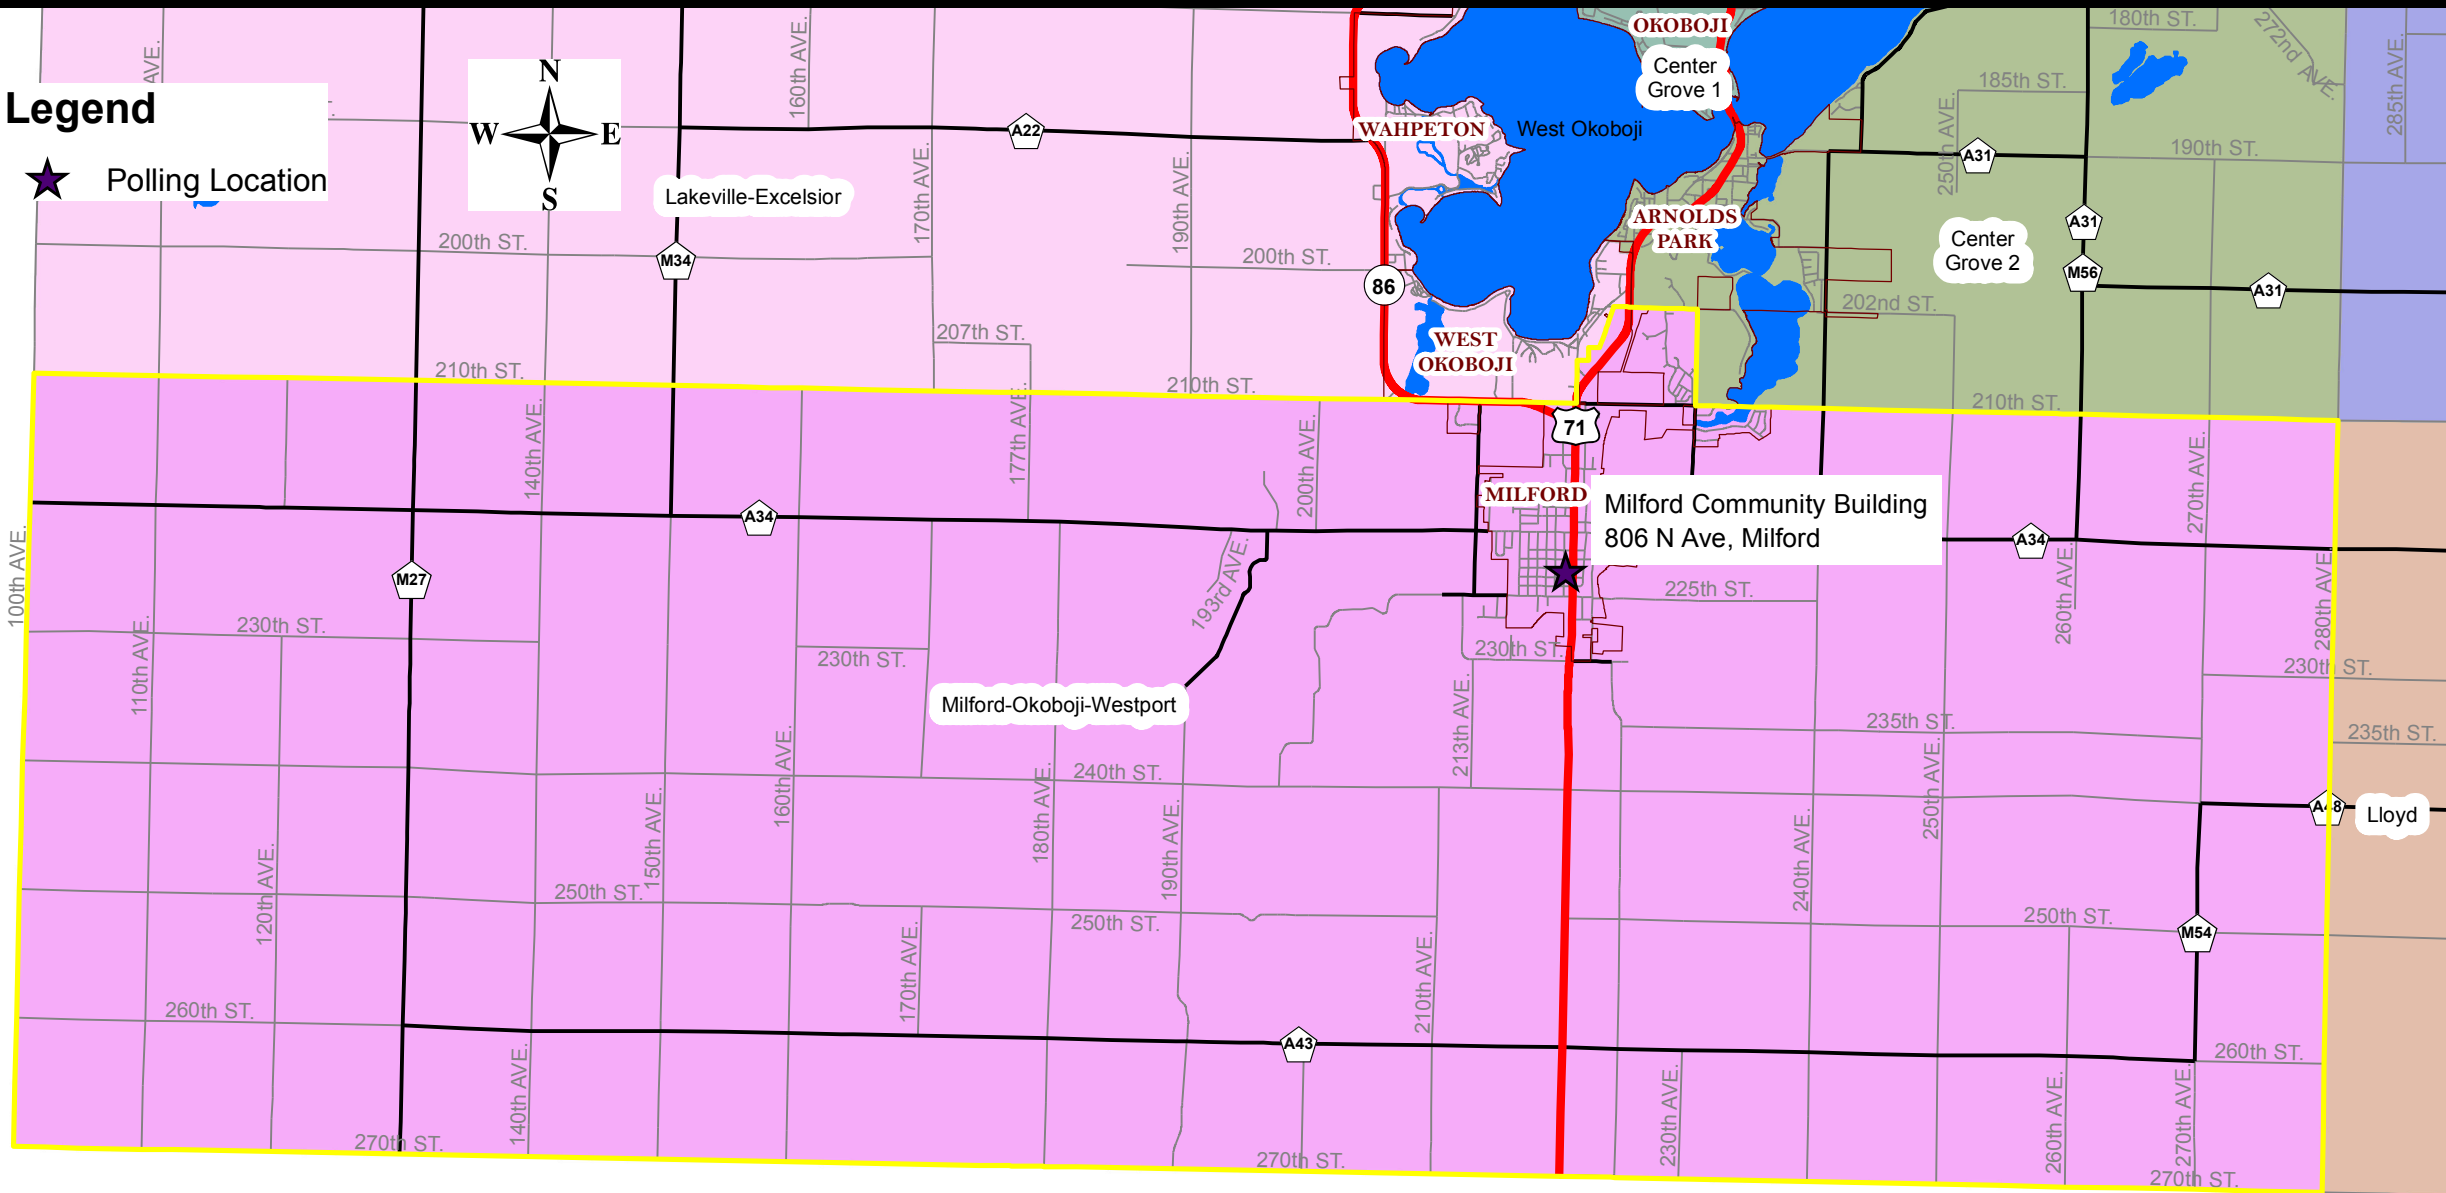 Legend
Polling Location
N
W
E
S
AVE.
160th AVE.
170th AVE.
190th AVE.
A22
Lakeville-Excelsior
200th ST.
M34
200th ST.
207th ST.
210th ST.
210th ST.
OKOBOJI
Center
Grove 1
WAHPETON
West Okoboji
86
ARNOLDS
PARK
WEST
OKOBOJI
180th ST.
272nd AVE.
285th AVE.
185th ST.
250th AVE.
A31
190th ST.
A31
Center
Grove 2
M56
A31
202nd ST.
210th ST.
71
140th AVE.
177th AVE.
200th AVE.
270th AVE.
MILFORD
Milford Community Building
806 N Ave, Milford
A34
A34
100th AVE.
M27
193rd AVE.
225th ST.
260th AVE.
280th AVE.
110th AVE.
230th ST.
230th ST.
230th ST.
230th ST.
Milford-Okoboji-Westport
213th AVE.
235th ST.
235th ST.
160th AVE.
240th ST.
250th AVE.
150th AVE.
180th AVE.
190th AVE.
240th AVE.
A48
Lloyd
120th AVE.
250th ST.
250th ST.
250th ST.
M54
170th AVE.
210th AVE.
260th ST.
A43
260th ST.
140th AVE.
230th AVE.
260th AVE.
270th AVE.
270th ST.
270th ST.
270th ST.